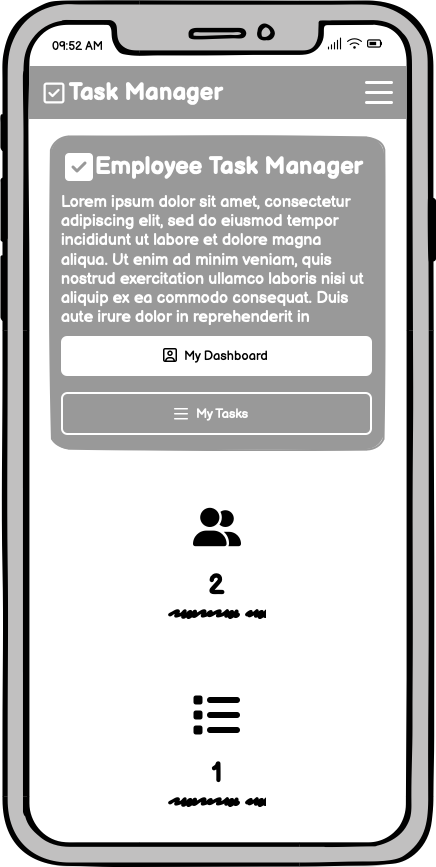 09:52 AM
Task Manager
Employee Task Manager
Lorem ipsum dolor sit amet, consectetur
adipiscing elit, sed do eiusmod tempor
incididunt ut labore et dolore magna
aliqua. Ut enim ad minim veniam, quis
nostrud exercitation ullamco laboris nisi ut
aliquip ex ea commodo consequat. Duis
aute irure dolor in reprehenderit in
My Dashboard
My Tasks
2
1